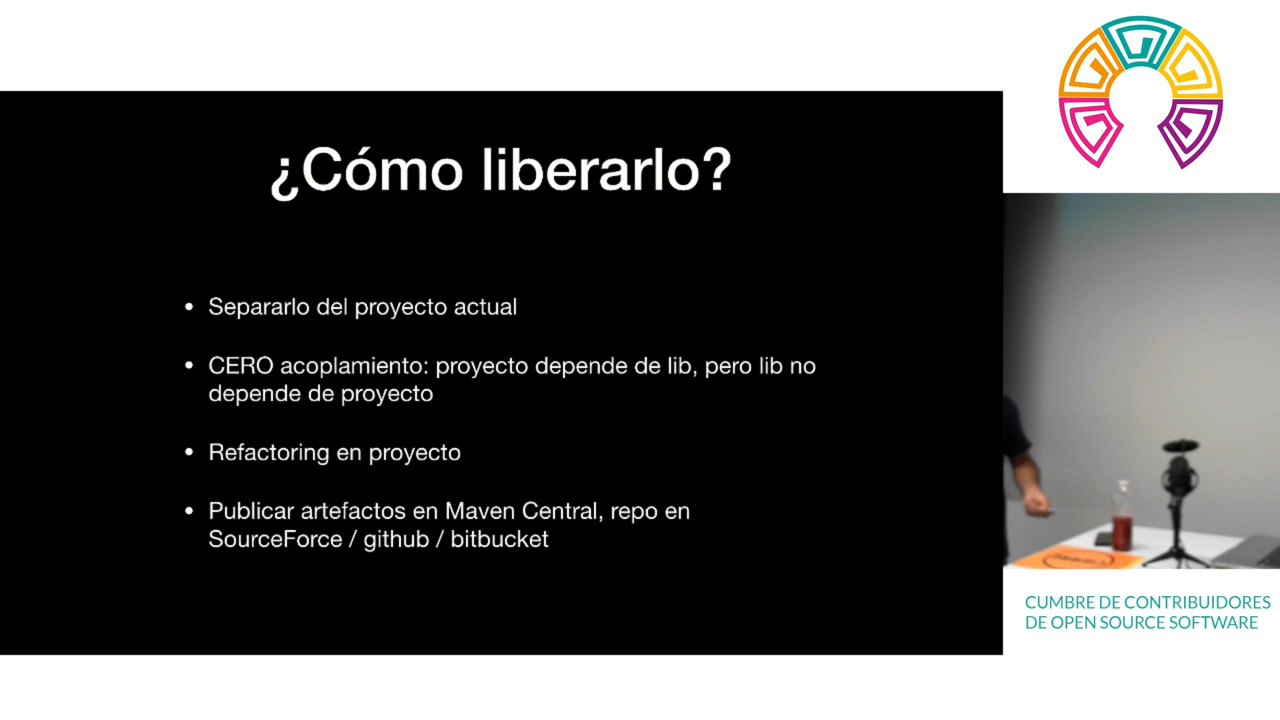 ¿Cómo liberarlo?
• Separarlo del proyecto actual
• CERO acoplamiento: proyecto depende de lib, pero lib no
depende de proyecto
• Refactoring en proyecto
• Publicar artefactos en Maven Central, repo en
SourceForce / github / bitbucket
CUMBRE DE CONTRIBUIDORES
DE OPEN SOURCE SOFTWARE